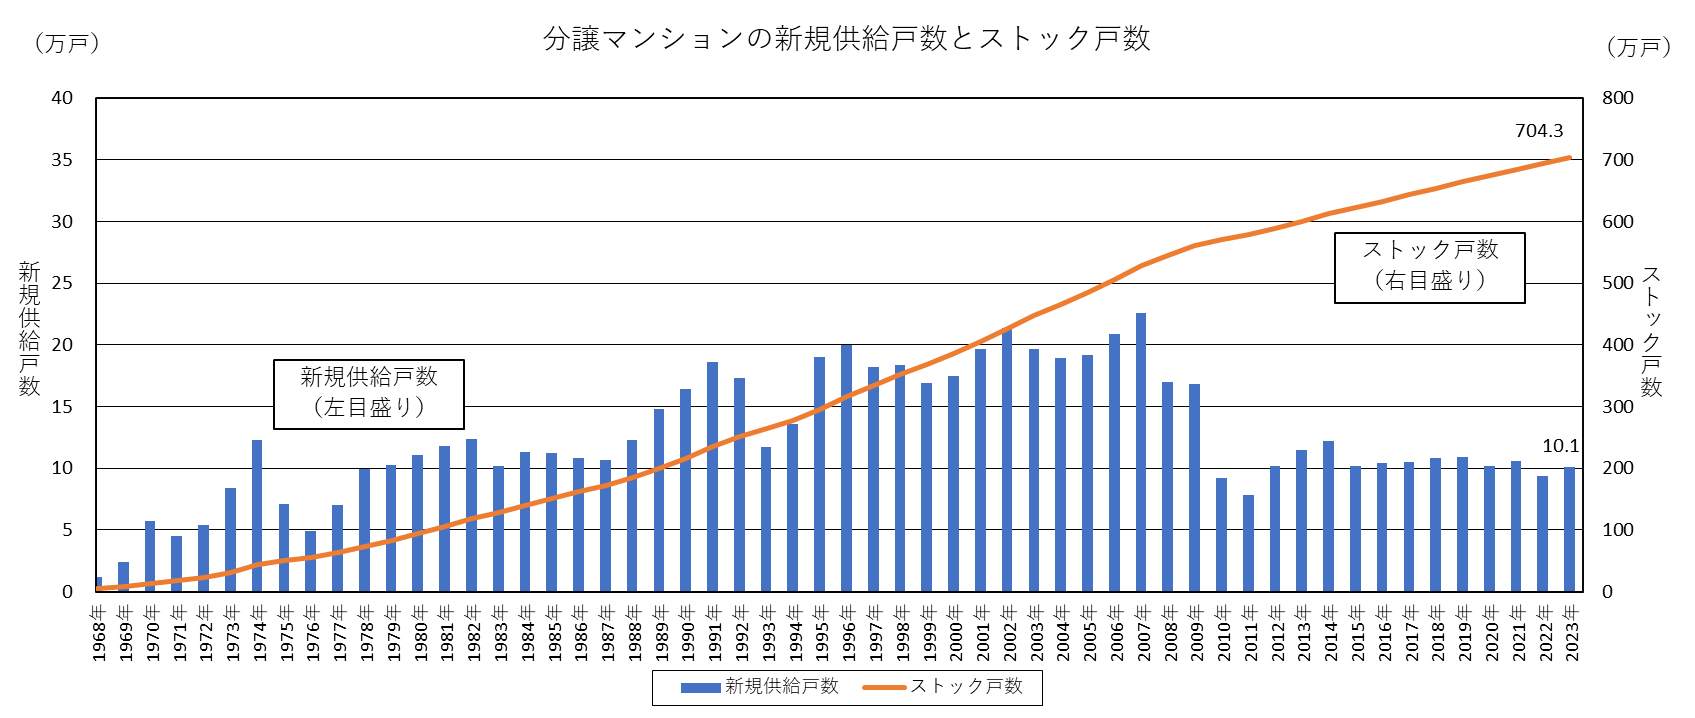 分譲マンションの新規供給戸数とストック戸数
（万戸）
（万戸）
40
35
30
25
20
15
10
5
0
新規供給戸数
800
700
600
500
400
300
200
100
0
ストック戸数
704.3
10.1
ストック戸数
（右目盛り）
新規供給戸数
（左目盛り）
1968年
1969年
1970年
1971年
1972年
1973年
1974年
1975年
1976年
1977年
1978年
1979年
1980年
1981年
1982年
1983年
1984年
1985年
1986年
1987年
1988年
1989年
1990年
1991年
1992年
1993年
1994年
1995年
1996年
1997年
1998年
1999年
2000年
2001年
2002年
2003年
2004年
2005年
2006年
2007年
2008年
2009年
2010年
2011年
2012年
2013年
2014年
2015年
2016年
2017年
2018年
2019年
2020年
2021年
2022年
2023年
新規供給戸数
ストック戸数